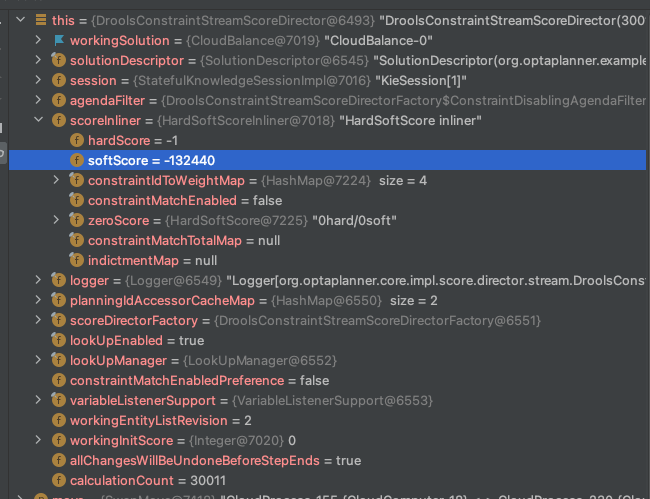 this = {DroolsConstraintStreamScoreDirector@6493} "DroolsConstraintStreamScoreDirector(300
workingSolution = {CloudBalance@7019} "CloudBalance-0"
solutionDescriptor = {SolutionDescriptor@6545} "SolutionDescriptor(org.optaplanner.example
session = {StatefulKnowledgeSessionImpl@7016} "KieSession[1]"
agendaFilter = {DroolsConstraintStreamScoreDirectorFactory$ConstraintDisablingAgendaFilter
scoreInliner = {HardSoftScoreInliner@7018} "HardSoftScore inliner"
hardScore = -1
softScore = -132440
constraintIdToWeightMap = {HashMap@7224} size = 4
constraintMatchEnabled = false
zeroScore = {HardSoftScore@7225} "0hard/0soft"
constraintMatchTotalMap = null
indictmentMap = null
logger = {Logger@6549} "Logger[org.optaplanner.core.impl.score.director.stream.DroolsCons
planningIdAccessorCacheMap = {HashMap@6550} size = 2
scoreDirectorFactory = {DroolsConstraintStreamScoreDirectorFactory@6551}
lookUpEnabled = true
lookUpManager = {LookUpManager@6552}
constraintMatchEnabledPreference = false
variableListenerSupport = {VariableListenerSupport@6553}
workingEntityListRevision = 2
workingInitScore = {Integer@7020} 0
allChangesWillBeUndoneBeforeStepEnds = true
calculationCount = 30011